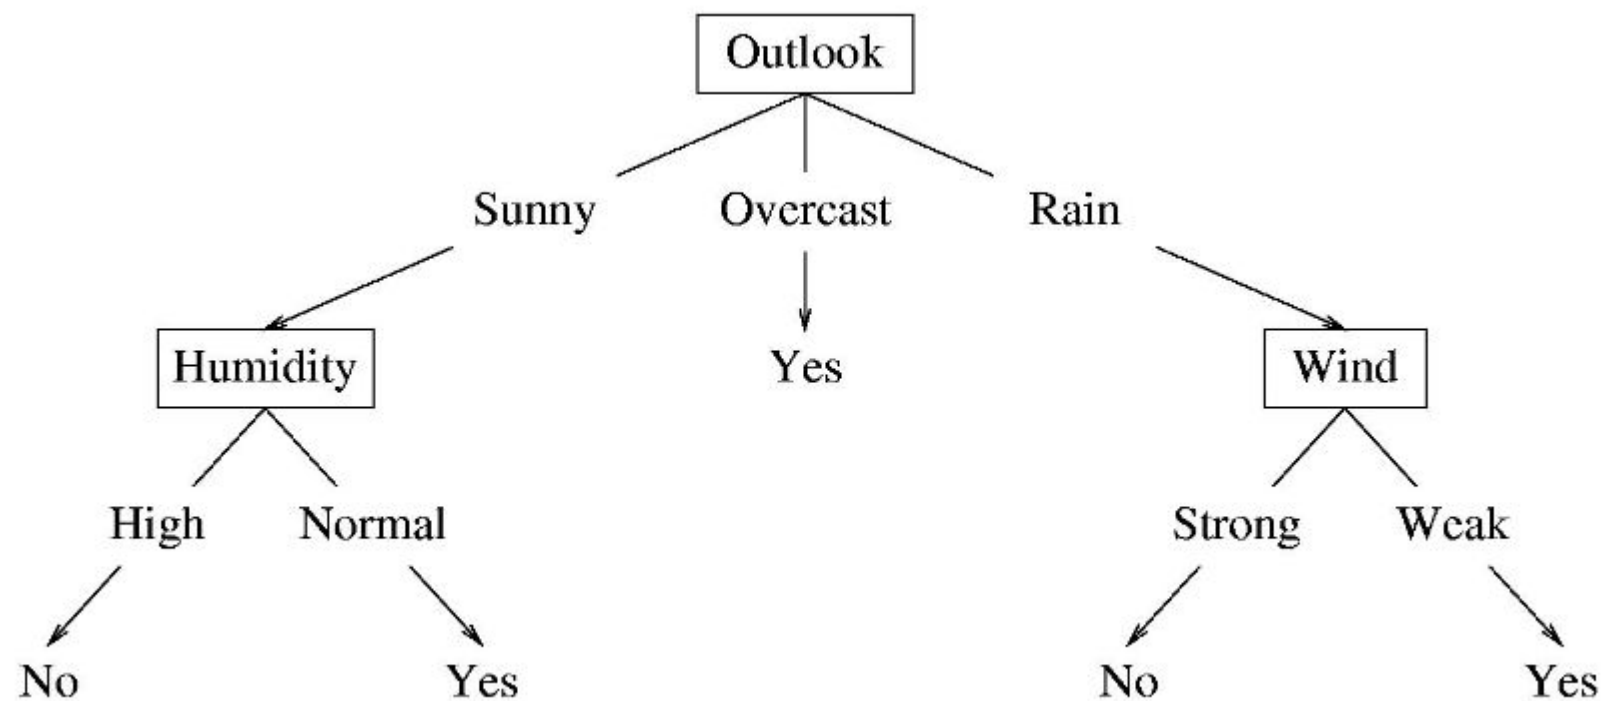 Outlook
Sunny Overcast Rain
Humidity Yes Wind
High Normal Strong Weak
No Yes No Yes